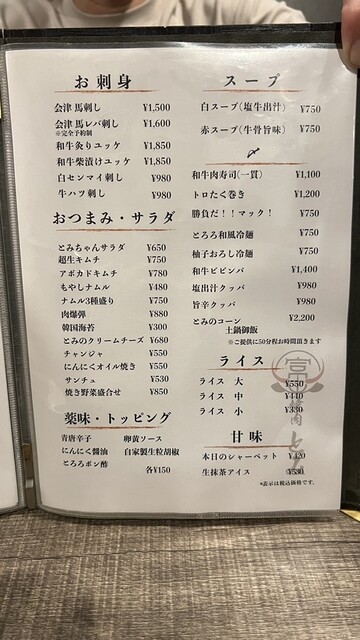 お刺身
会津 馬刺し ¥1,500
会津 馬レバ刺し ¥1,600
※完全予約制
和牛炙りユッケ ¥1,850
和牛柴漬けユッケ ¥1,850
白センマイ刺し ¥980
牛ハツ刺し ¥980
おつまみ・サラダ
とみちゃんサラダ ¥650
超生キムチ ¥750
アボカドキムチ ¥780
もやしナムル ¥480
ナムル3種盛り ¥750
肉爆弾 ¥880
韓国海苔 ¥300
とみのクリームチーズ ¥680
チャンジャ ¥550
にんにくオイル焼き ¥550
サンチュ ¥530
焼き野菜盛合せ ¥850
薬味・トッピング
青唐辛子 卵黄ソース
にんにく醤油 自家製生粒胡椒
とろろポン酢 各¥150
スープ
白スープ(塩牛出汁) ¥750
赤スープ(牛骨旨味) ¥750
〆
和牛肉寿司(一貫) ¥1,100
トロたく巻き ¥1,200
勝負だ!!マック! ¥750
とろろ和風冷麺 ¥750
柚子おろし冷麺 ¥750
和牛ビビンバ ¥1,400
塩出汁クッパ ¥980
旨辛クッパ ¥980
とみのコーン ¥2,200
土鍋御飯
※ご提供に50分程お時間頂きます
ライス
ライス 大 ¥550
ライス 中 ¥440
ライス 小 ¥330
甘味
本日のシャーベット ¥420
生抹茶アイス ¥530
*表示は税込価格です。